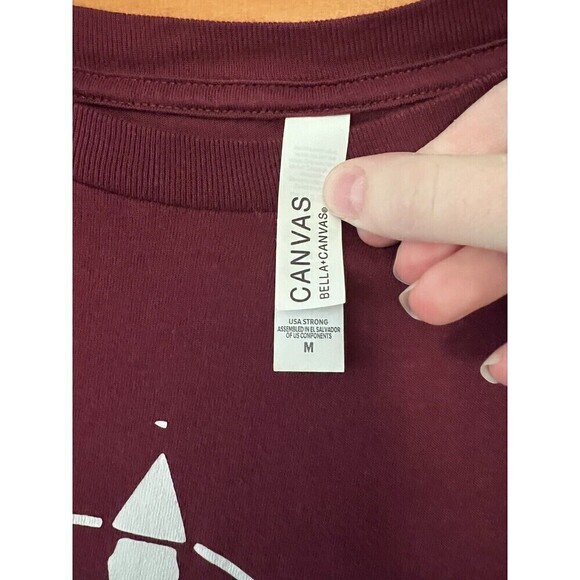 CANVAS
BELLA+CANVAS®
USA STRONG
ASSEMBLED IN EL SALVADOR
OF US COMPONENTS
M